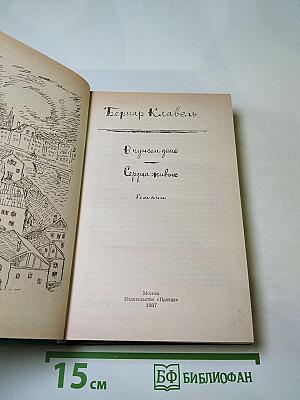 Бернар Клавель
В чужом доме
Сердца живые
Романы
Москва
Издательство «Правда»
1987
15 см
БФ БИБЛИОФАН